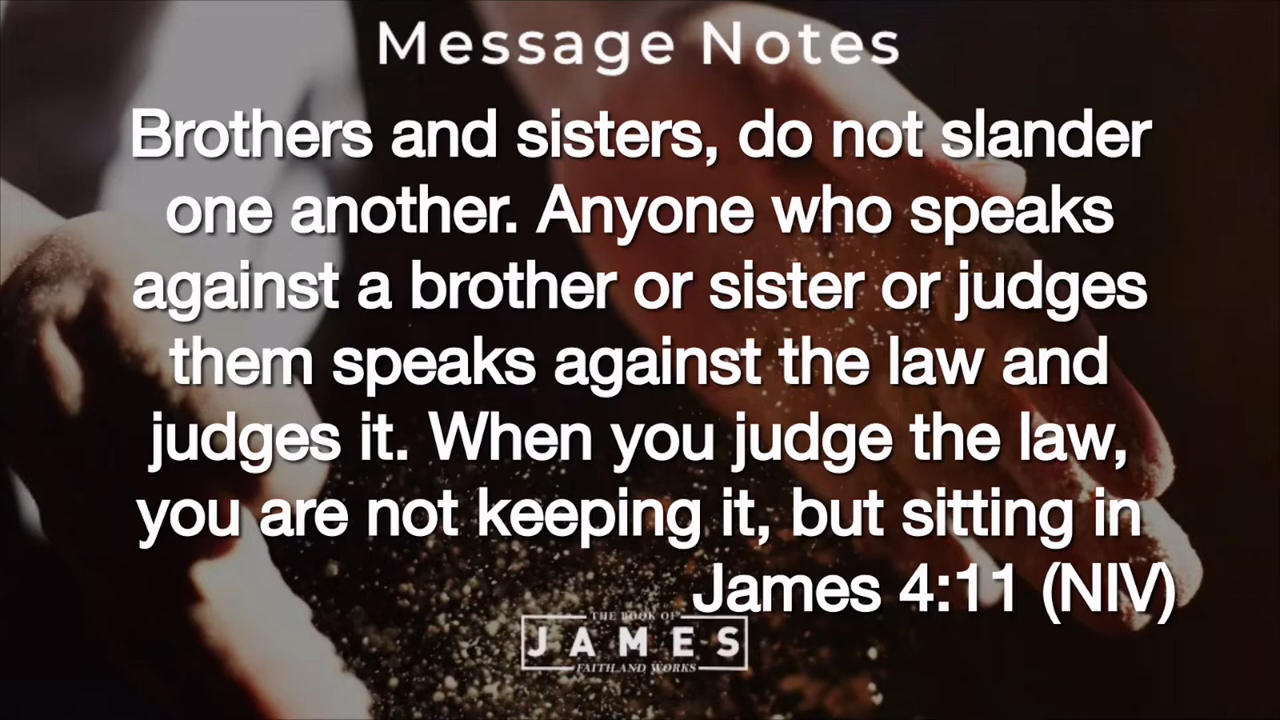 Message Notes
Brothers and sisters, do not slander
one another. Anyone who speaks
against a brother or sister or judges
them speaks against the law and
judges it. When you judge the law,
you are not keeping it, but sitting in
James 4:11 (NIV)
THE BOOK OF
JAMES
FAITH AND WORKS